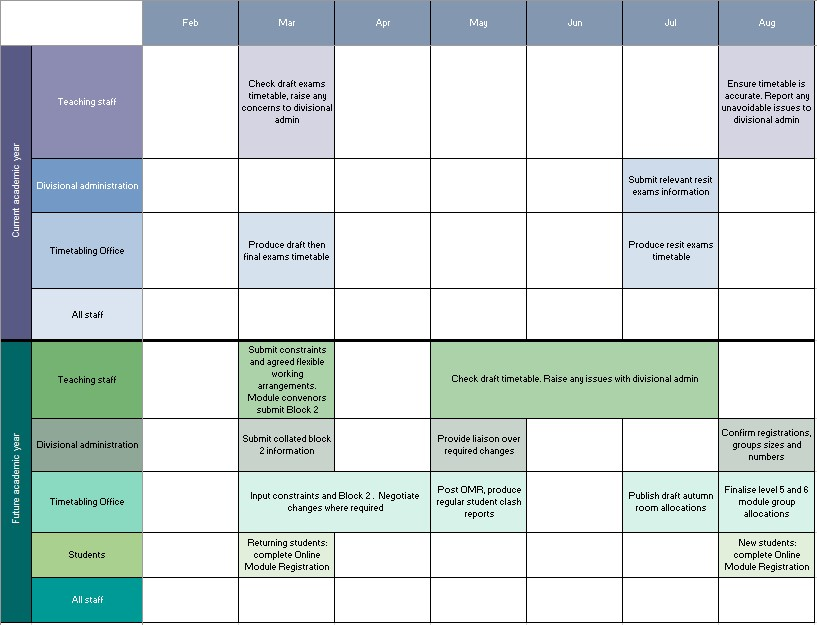 Feb
Mar
Apr
May
Jun
Jul
Aug
Current academic year
Teaching staff
Check draft exams
timetable, raise any
concerns to divisional
admin
Ensure timetable is
accurate. Report any
unavoidable issues to
divisional admin
Divisional administration
Submit relevant resit
exams information
Timetabling Office
Produce draft then
final exams timetable
Produce resit exams
timetable
All staff
Future academic year
Teaching staff
Submit constraints
and agreed flexible
working
arrangements.
Module convenors
submit Block 2
Check draft timetable. Raise any issues with divisional admin
Divisional administration
Submit collated block
2 information
Provide liaison over
required changes
Confirm registrations,
groups sizes and
numbers
Timetabling Office
Input constraints and Block 2 . Negotiate
changes where required
Post OMR, produce
regular student clash
reports
Publish draft autumn
room allocations
Finalise level 5 and 6
module group
allocations
Students
Returning students:
complete Online
Module Registration
New students:
complete Online
Module Registration
All staff